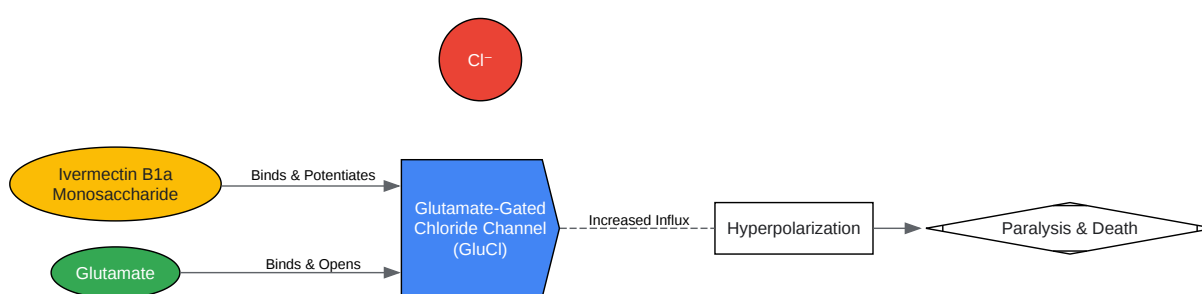 Cl⁻
Ivermectin B1a
Monosaccharide
Binds & Potentiates
Glutamate-Gated
Chloride Channel
(GluCl)
Increased Influx
Hyperpolarization
Paralysis & Death
Glutamate
Binds & Opens